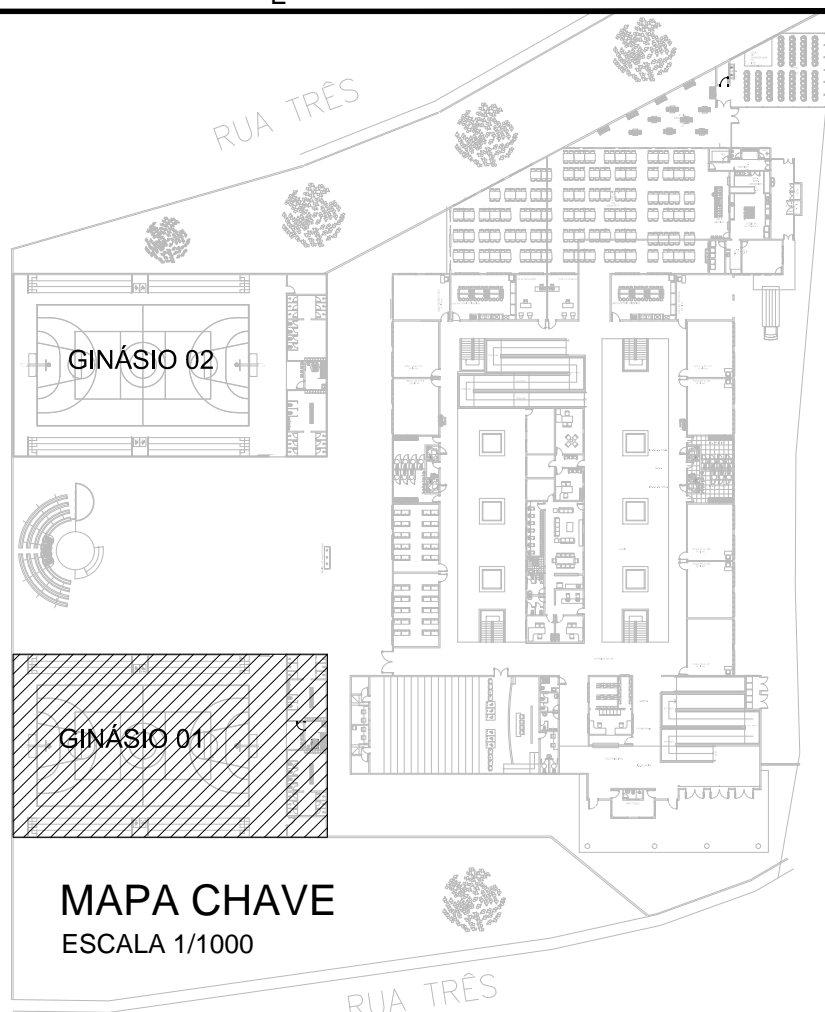 RUA TRÊS
GINÁSIO 02
GINÁSIO 01
MAPA CHAVE
ESCALA 1/1000
RUA TRÊS